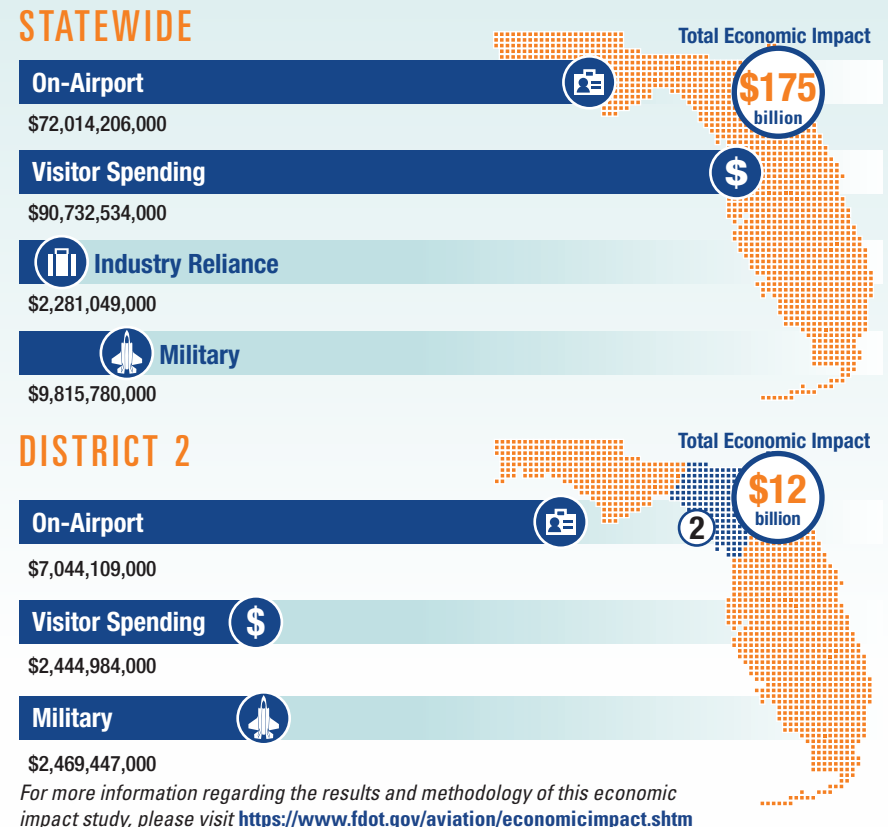 STATEWIDE
Total Economic Impact
$175
billion
On-Airport
$72,014,206,000
Visitor Spending
$
$90,732,534,000
Industry Reliance
$2,281,049,000
Military
$9,815,780,000
DISTRICT 2
Total Economic Impact
$12
billion
2
On-Airport
$7,044,109,000
Visitor Spending
$
$2,444,984,000
Military
$2,469,447,000
For more information regarding the results and methodology of this economic
impact study, please visit https://www.fdot.gov/aviation/economicimpact.shtm